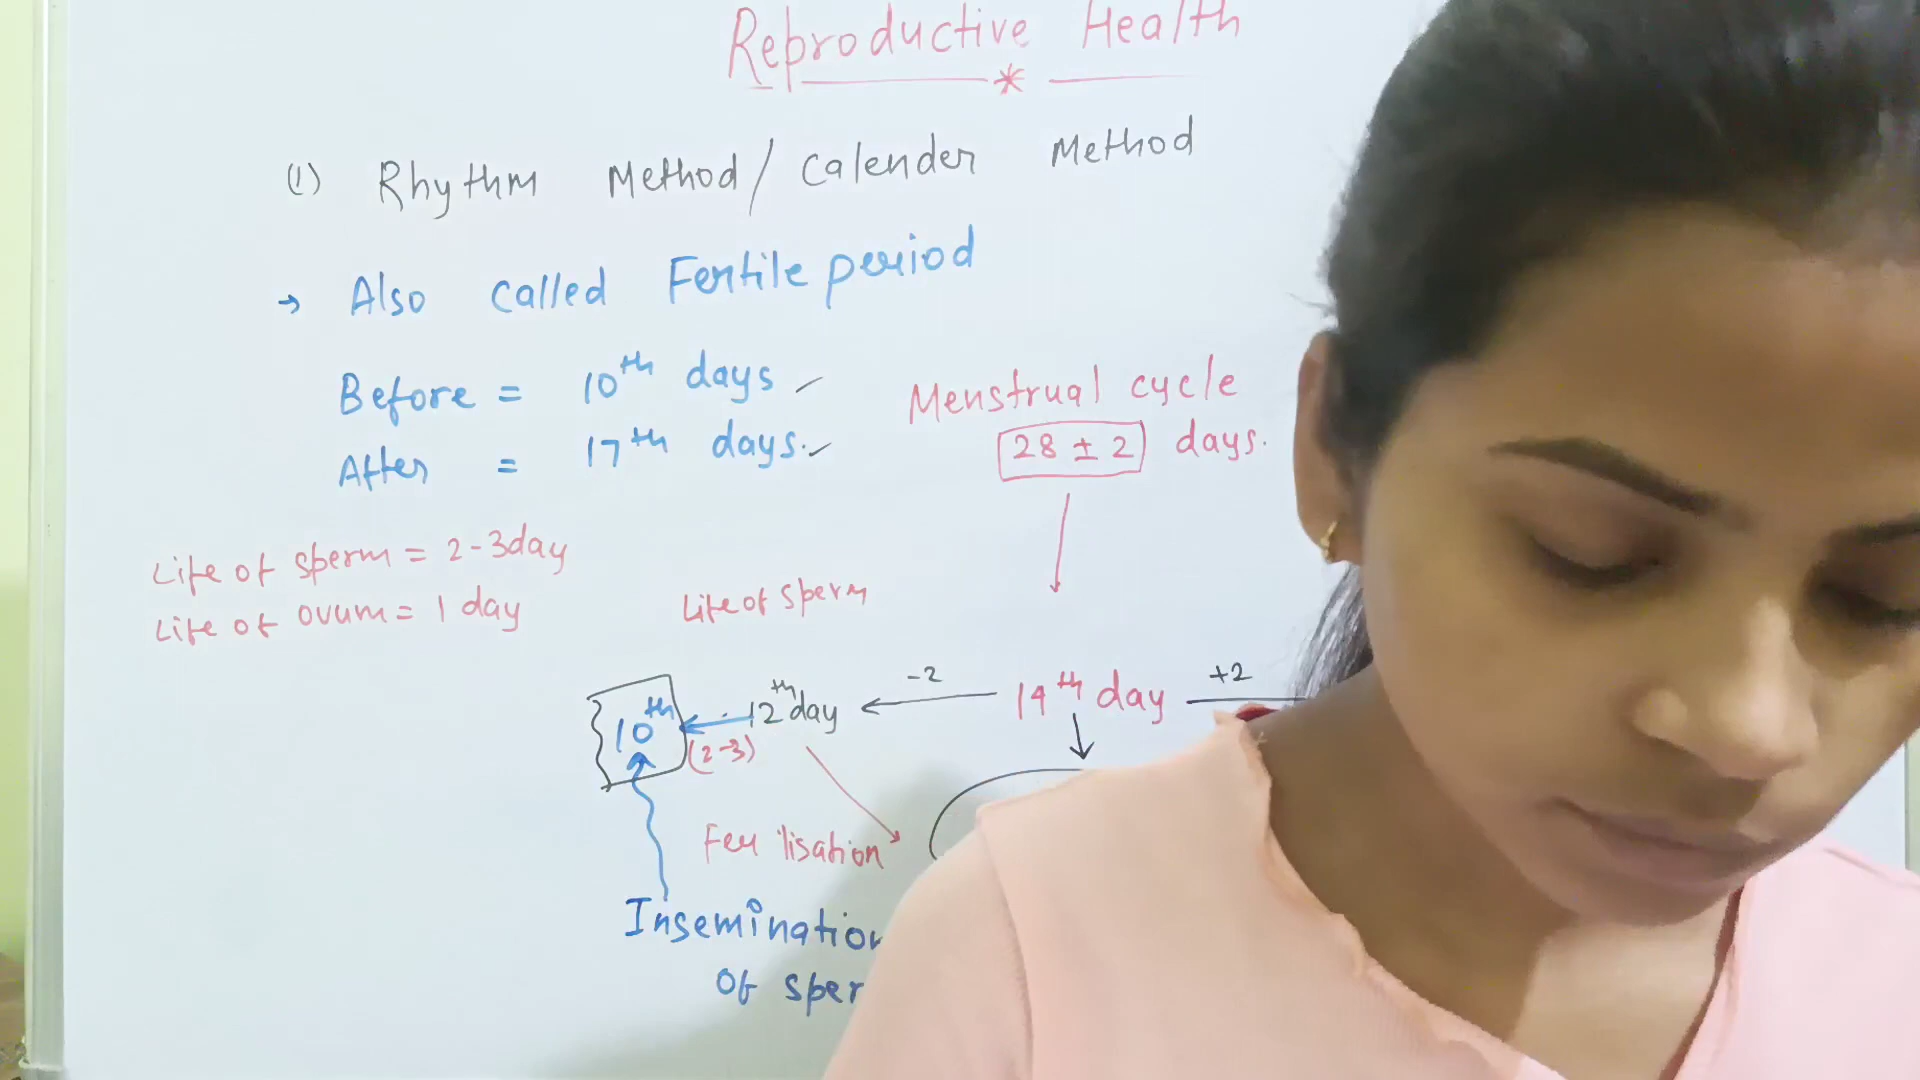 Reproductive Health
(1) Rhythm Method/ Calender Method
→ Also called Fertile period
Before = 10th days
After = 17th days.
Menstrual cycle
28 ± 2 days.
Life of sperm = 2-3day
Life of ovum = 1 day
Life of sperm
10th
(2-3)
12th day
-2
14th day
+2
Fer tilisation
Insemination
Of sper